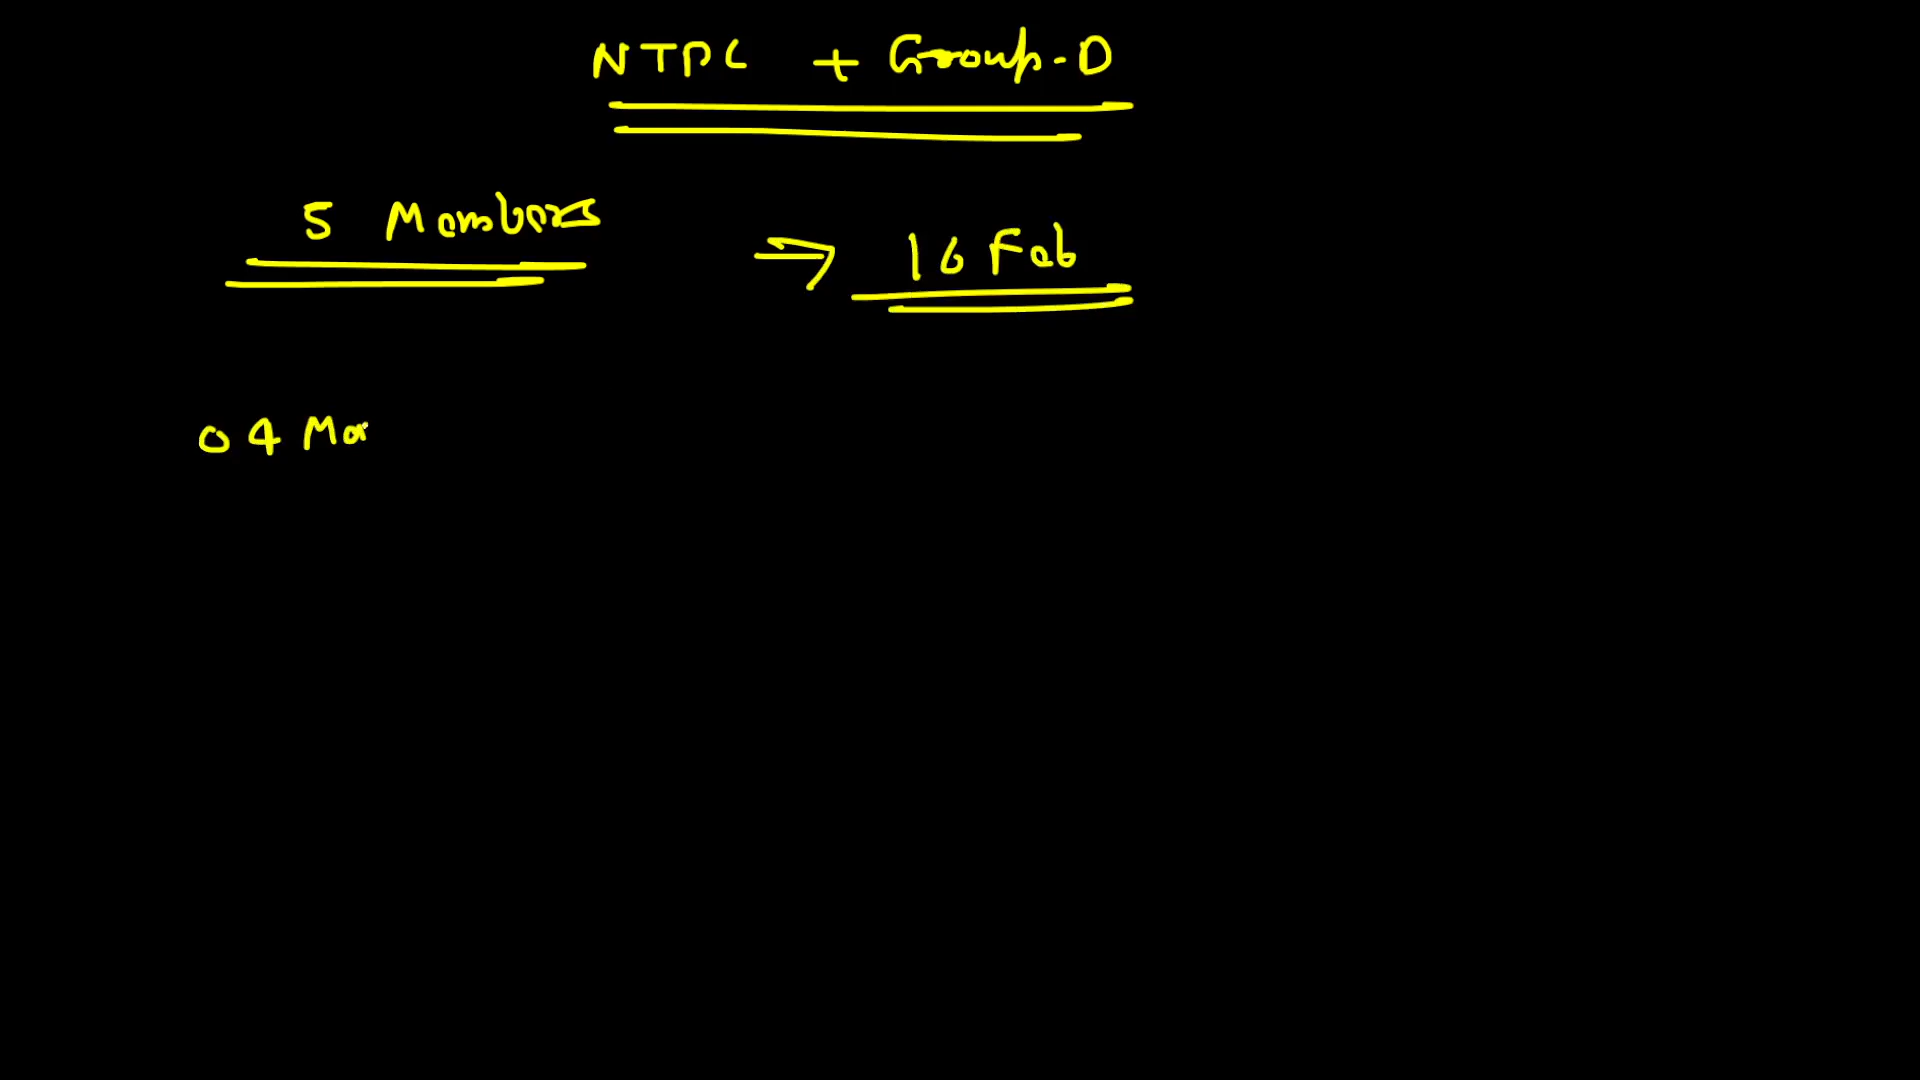 NTPC + Group-D
5 Members
⇒ 16 Feb
04 Ma